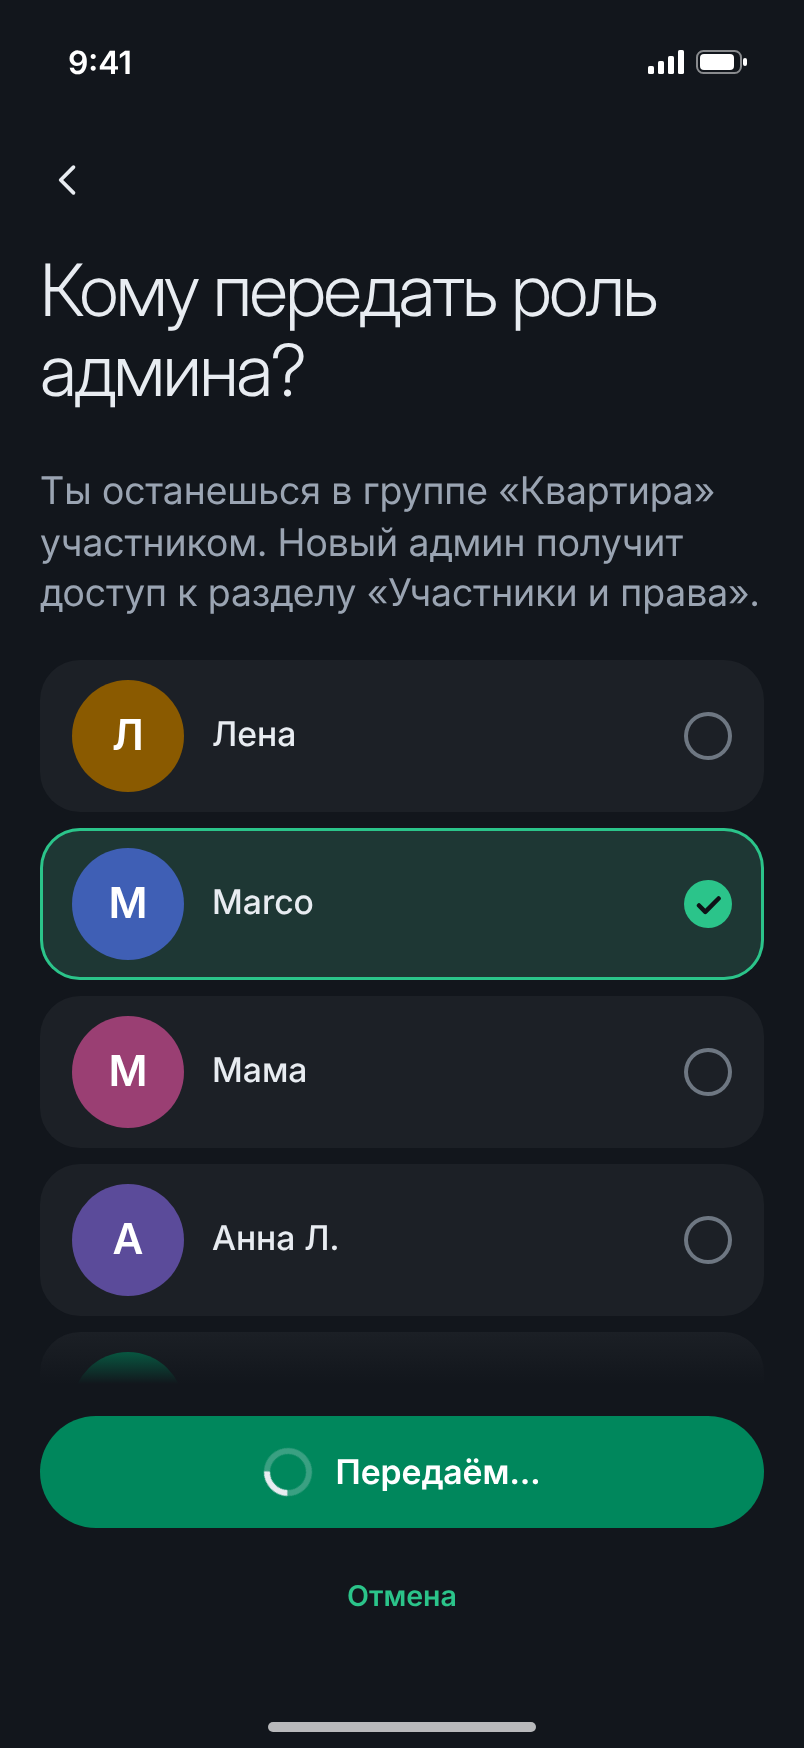 9:41
Кому передать роль
админа?
Ты останешься в группе «Квартира»
участником. Новый админ получит
доступ к разделу «Участники и права».
Л
Лена
M
Marco
М
Мама
А
Анна Л.
Передаём...
Отмена